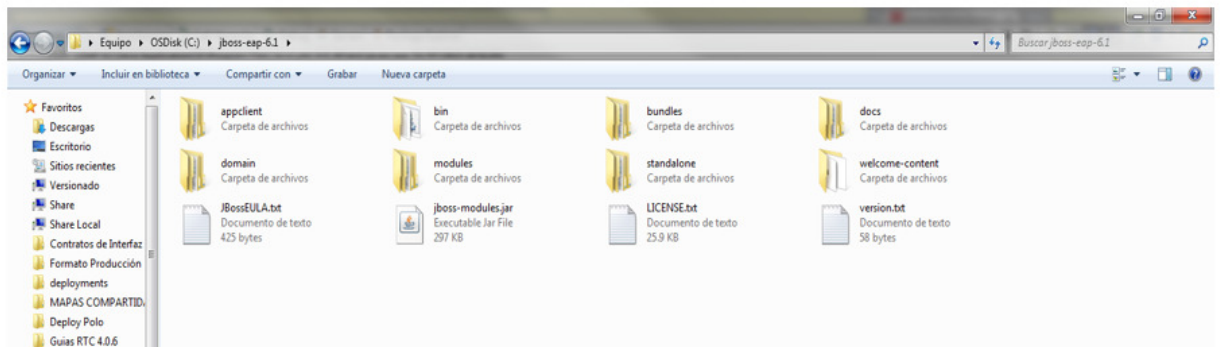 Equipo ▸ OSDisk (C:) ▸ jboss-eap-6.1 ▸
Buscar jboss-eap-6.1
Organizar Incluir en biblioteca Compartir con Grabar Nueva carpeta
Favoritos
Descargas
Escritorio
Sitios recientes
Versionado
Share
Share Local
Contratos de Interfaz
Formato Producción
deployments
MAPAS COMPARTID
Deploy Polo
Guias RTC 4.0.6
appclient
Carpeta de archivos
bin
Carpeta de archivos
bundles
Carpeta de archivos
docs
Carpeta de archivos
domain
Carpeta de archivos
modules
Carpeta de archivos
standalone
Carpeta de archivos
welcome-content
Carpeta de archivos
JBossEULA.txt
Documento de texto
425 bytes
jboss-modules.jar
Executable Jar File
297 KB
LICENSE.txt
Documento de texto
25.9 KB
version.txt
Documento de texto
58 bytes